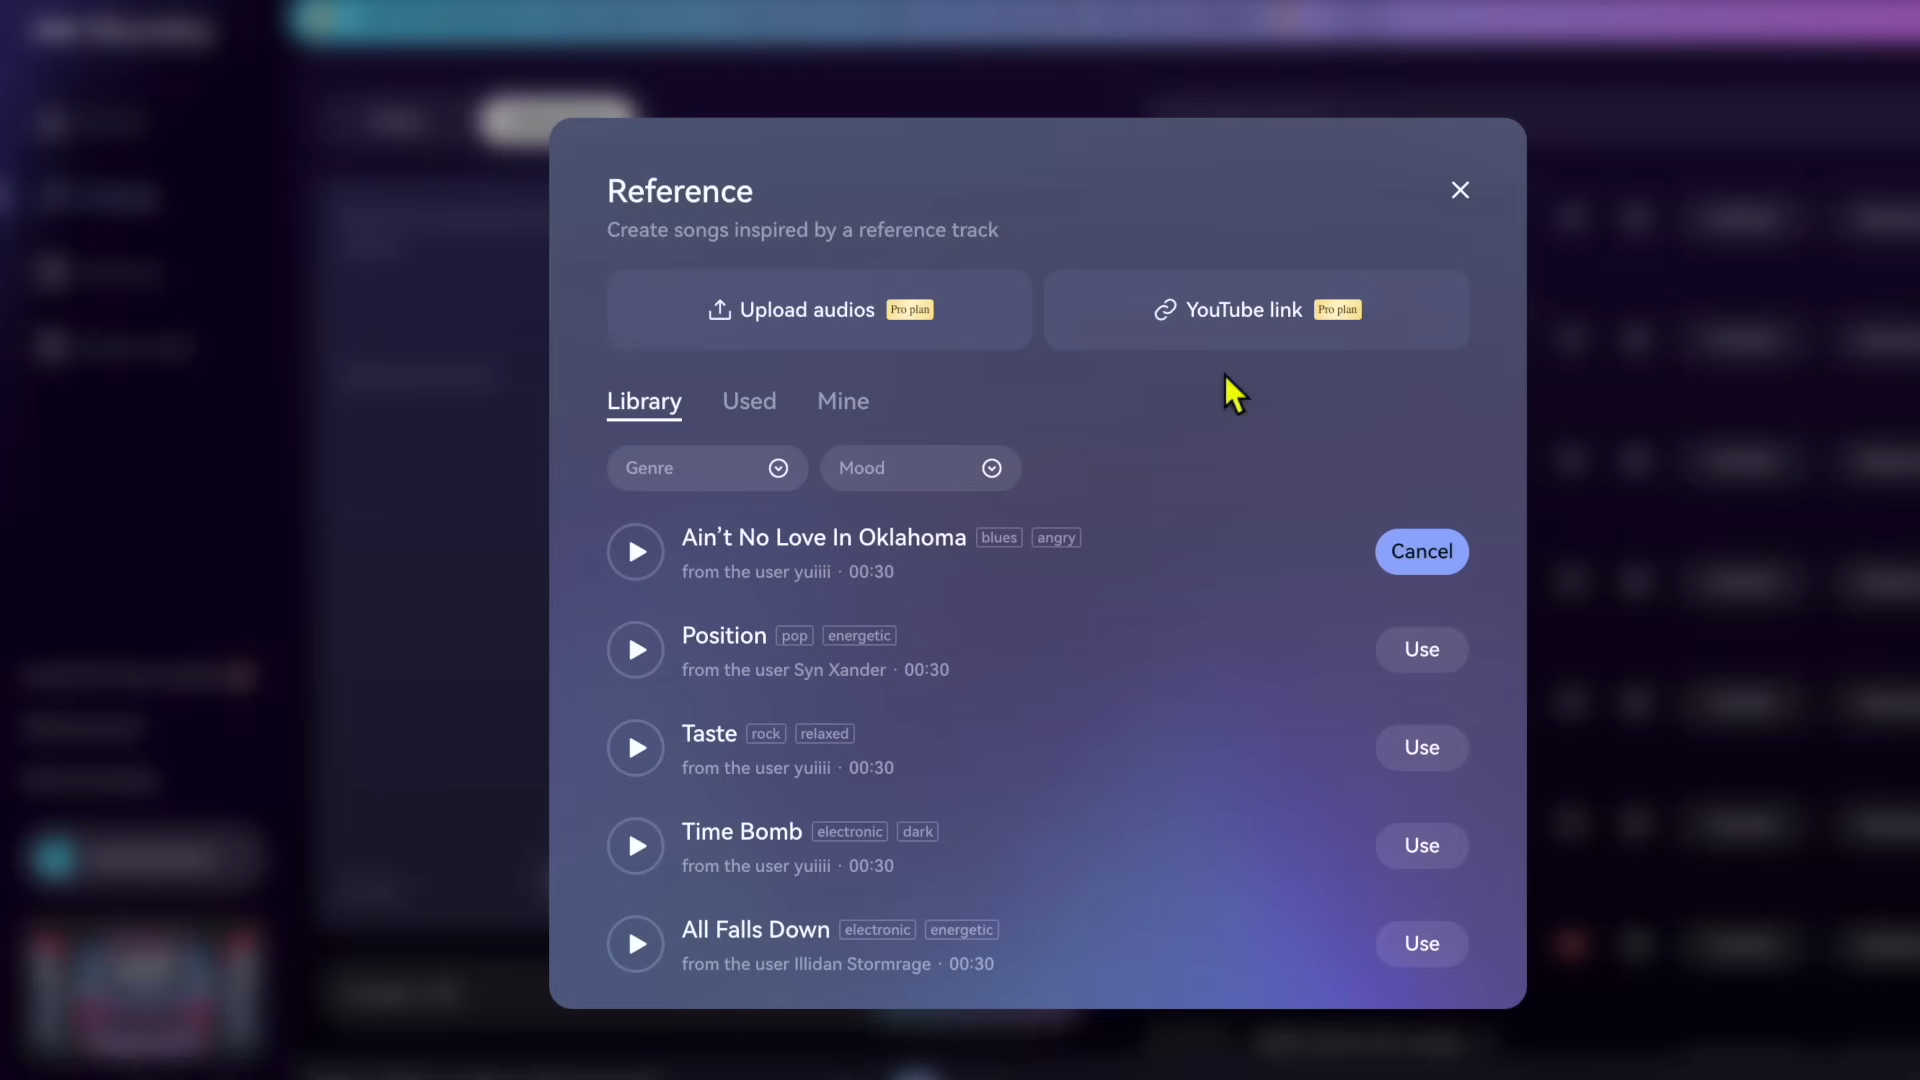 Reference
Create songs inspired by a reference track
Upload audios Pro plan
YouTube link Pro plan
Library Used Mine
Genre Mood
Ain’t No Love In Oklahoma blues angry
from the user yuiiii · 00:30
Cancel
Position pop energetic
from the user Syn Xander · 00:30
Use
Taste rock relaxed
from the user yuiiii · 00:30
Use
Time Bomb electronic dark
from the user yuiiii · 00:30
Use
All Falls Down electronic energetic
from the user Illidan Stormrage · 00:30
Use